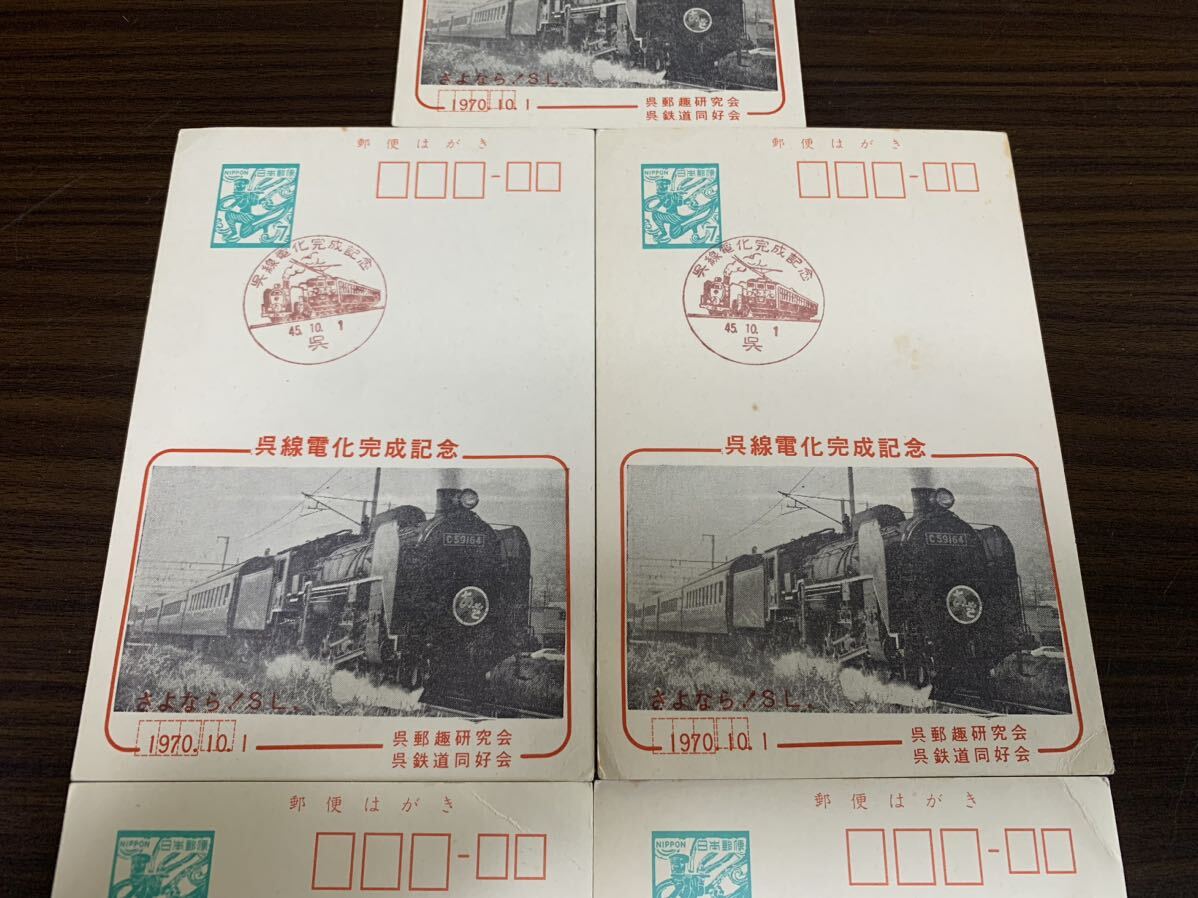 さよなら!SL、
1970.10.1
呉郵趣研究会
呉鉄道同好会
郵便はがき
NIPPON 日本郵便
7
呉線電化完成記念
45.10.1
呉
呉線電化完成記念
C59164
あき
さよなら!SL、
1970.10.1
呉郵趣研究会
呉鉄道同好会
郵便はがき
NIPPON 日本郵便
7
呉線電化完成記念
45.10.1
呉
呉線電化完成記念
C59164
あき
さよなら!SL、
1970.10.1
呉郵趣研究会
呉鉄道同好会
郵便はがき
NIPPON 日本郵便
郵便はがき
NIPPON 日本郵便